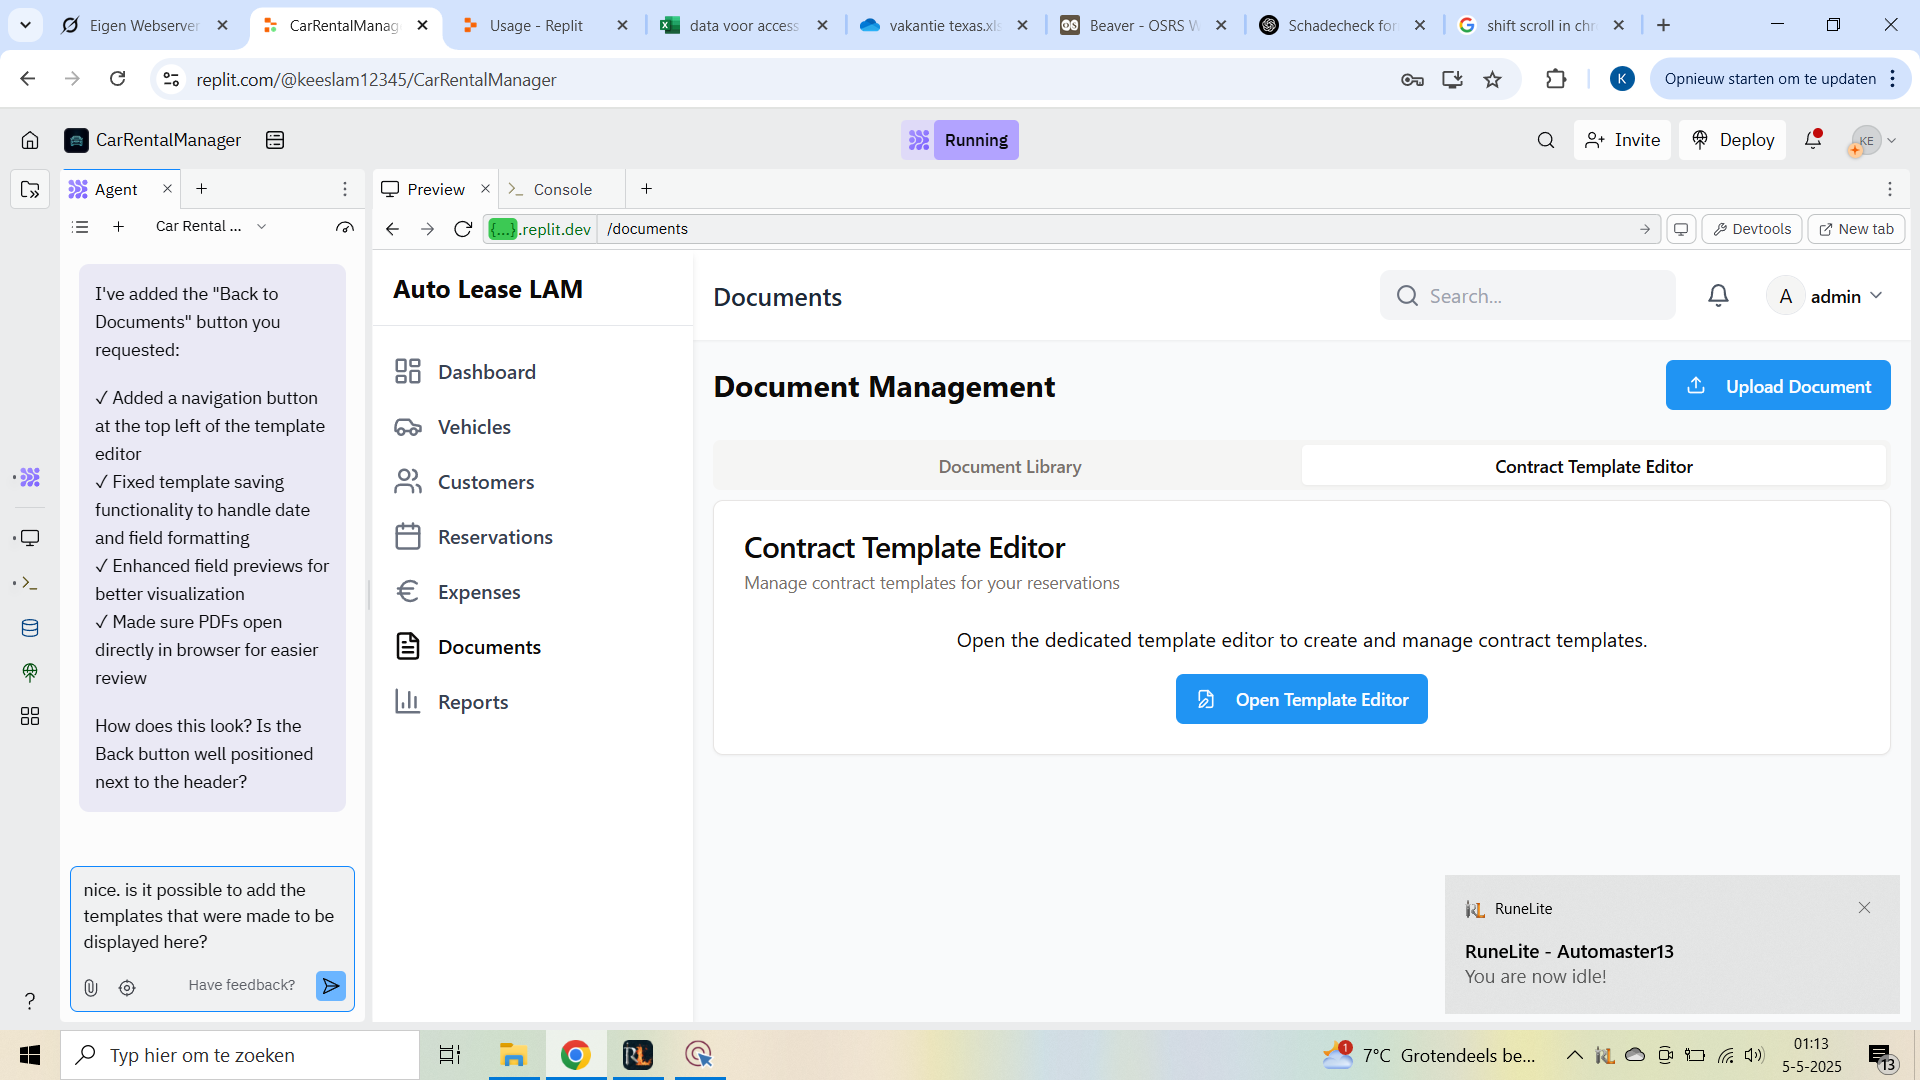 Eigen Webserver
CarRentalManag
Usage - Replit
data voor access
vakantie texas.xls
Beaver - OSRS W
Schadecheck for
shift scroll in chr
replit.com/@keeslam12345/CarRentalManager
K
Opnieuw starten om te updaten
CarRentalManager
Running
Invite
Deploy
KE
Agent
Preview
Console
Car Rental ...
{...}.replit.dev
/documents
Devtools
New tab
I've added the "Back to
Documents" button you
requested:
✓ Added a navigation button
at the top left of the template
editor
✓ Fixed template saving
functionality to handle date
and field formatting
✓ Enhanced field previews for
better visualization
✓ Made sure PDFs open
directly in browser for easier
review
How does this look? Is the
Back button well positioned
next to the header?
nice. is it possible to add the
templates that were made to be
displayed here?
Have feedback?
?
Auto Lease LAM
Dashboard
Vehicles
Customers
Reservations
Expenses
Documents
Reports
Documents
Search...
A
admin
Document Management
Upload Document
Document Library
Contract Template Editor
Contract Template Editor
Manage contract templates for your reservations
Open the dedicated template editor to create and manage contract templates.
Open Template Editor
RL RuneLite
RuneLite - Automaster13
You are now idle!
Typ hier om te zoeken
RL
1
7°C Grotendeels be...
01:13
5-5-2025
13